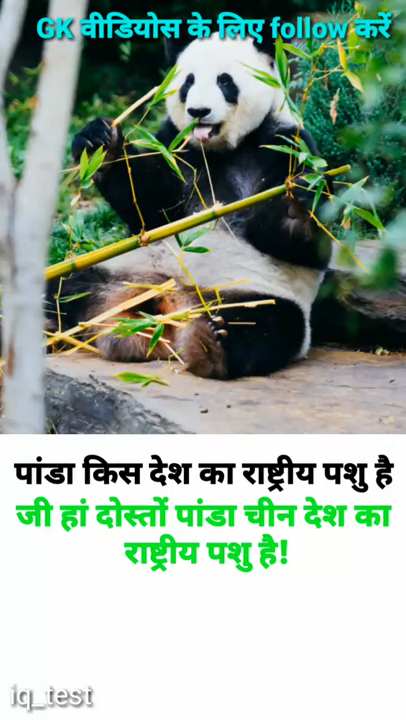 GK वीडियोस के लिए follow करें
पांडा किस देश का राष्ट्रीय पशु है
जी हां दोस्तों पांडा चीन देश का
राष्ट्रीय पशु है!
iq_test